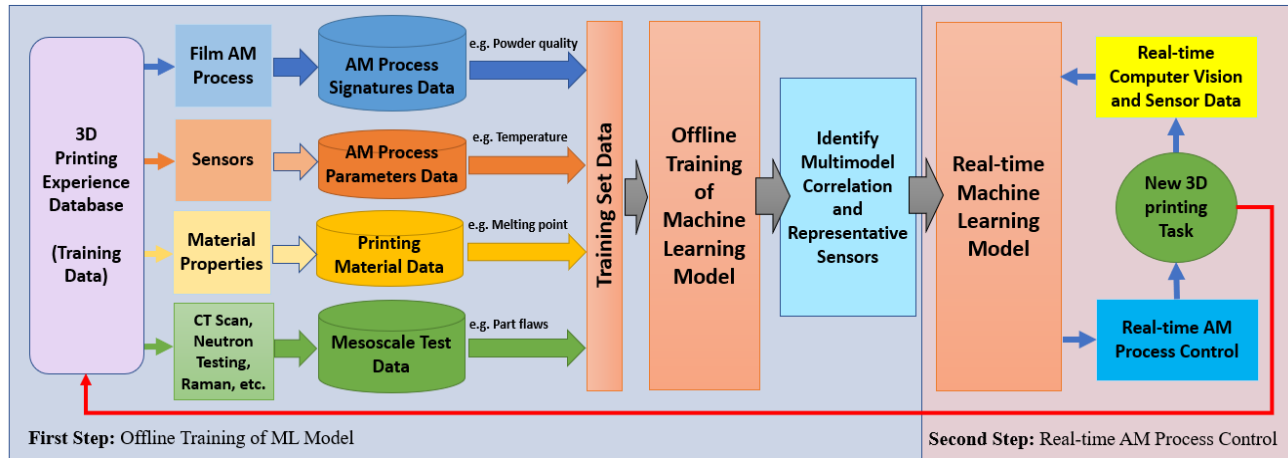 3D
Printing
Experience
Database
(Training
Data)
Film AM
Process
AM Process
Signatures Data
e.g. Powder quality
Sensors
AM Process
Parameters Data
e.g. Temperature
Material
Properties
Printing
Material Data
e.g. Melting point
CT Scan,
Neutron
Testing,
Raman, etc.
Mesoscale Test
Data
e.g. Part flaws
Training Set Data
Offline
Training
of
Machine
Learning
Model
Identify
Multimodel
Correlation
and
Representative
Sensors
Real-time
Machine
Learning
Model
Real-time
Computer Vision
and Sensor Data
New 3D
printing
Task
Real-time AM
Process Control
First Step: Offline Training of ML Model
Second Step: Real-time AM Process Control